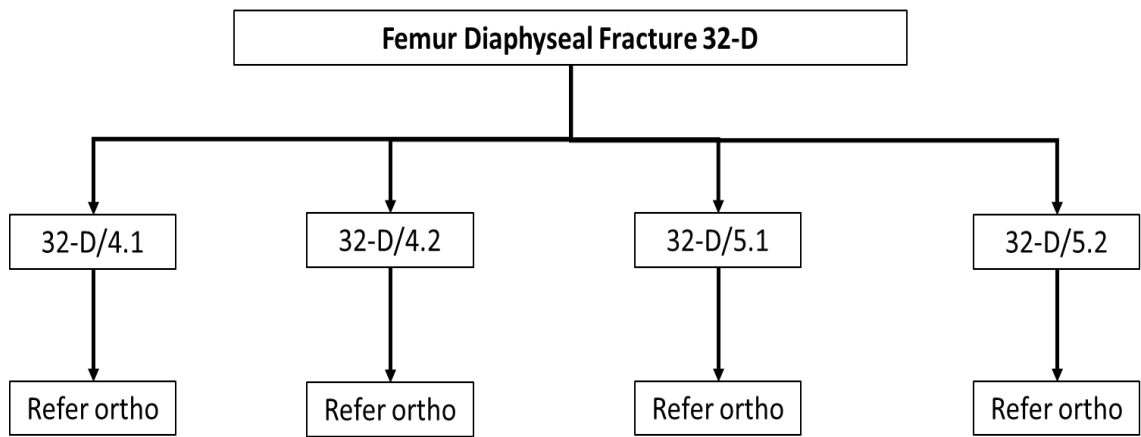 Femur Diaphyseal Fracture 32-D
32-D/4.1
32-D/4.2
32-D/5.1
32-D/5.2
Refer ortho
Refer ortho
Refer ortho
Refer ortho